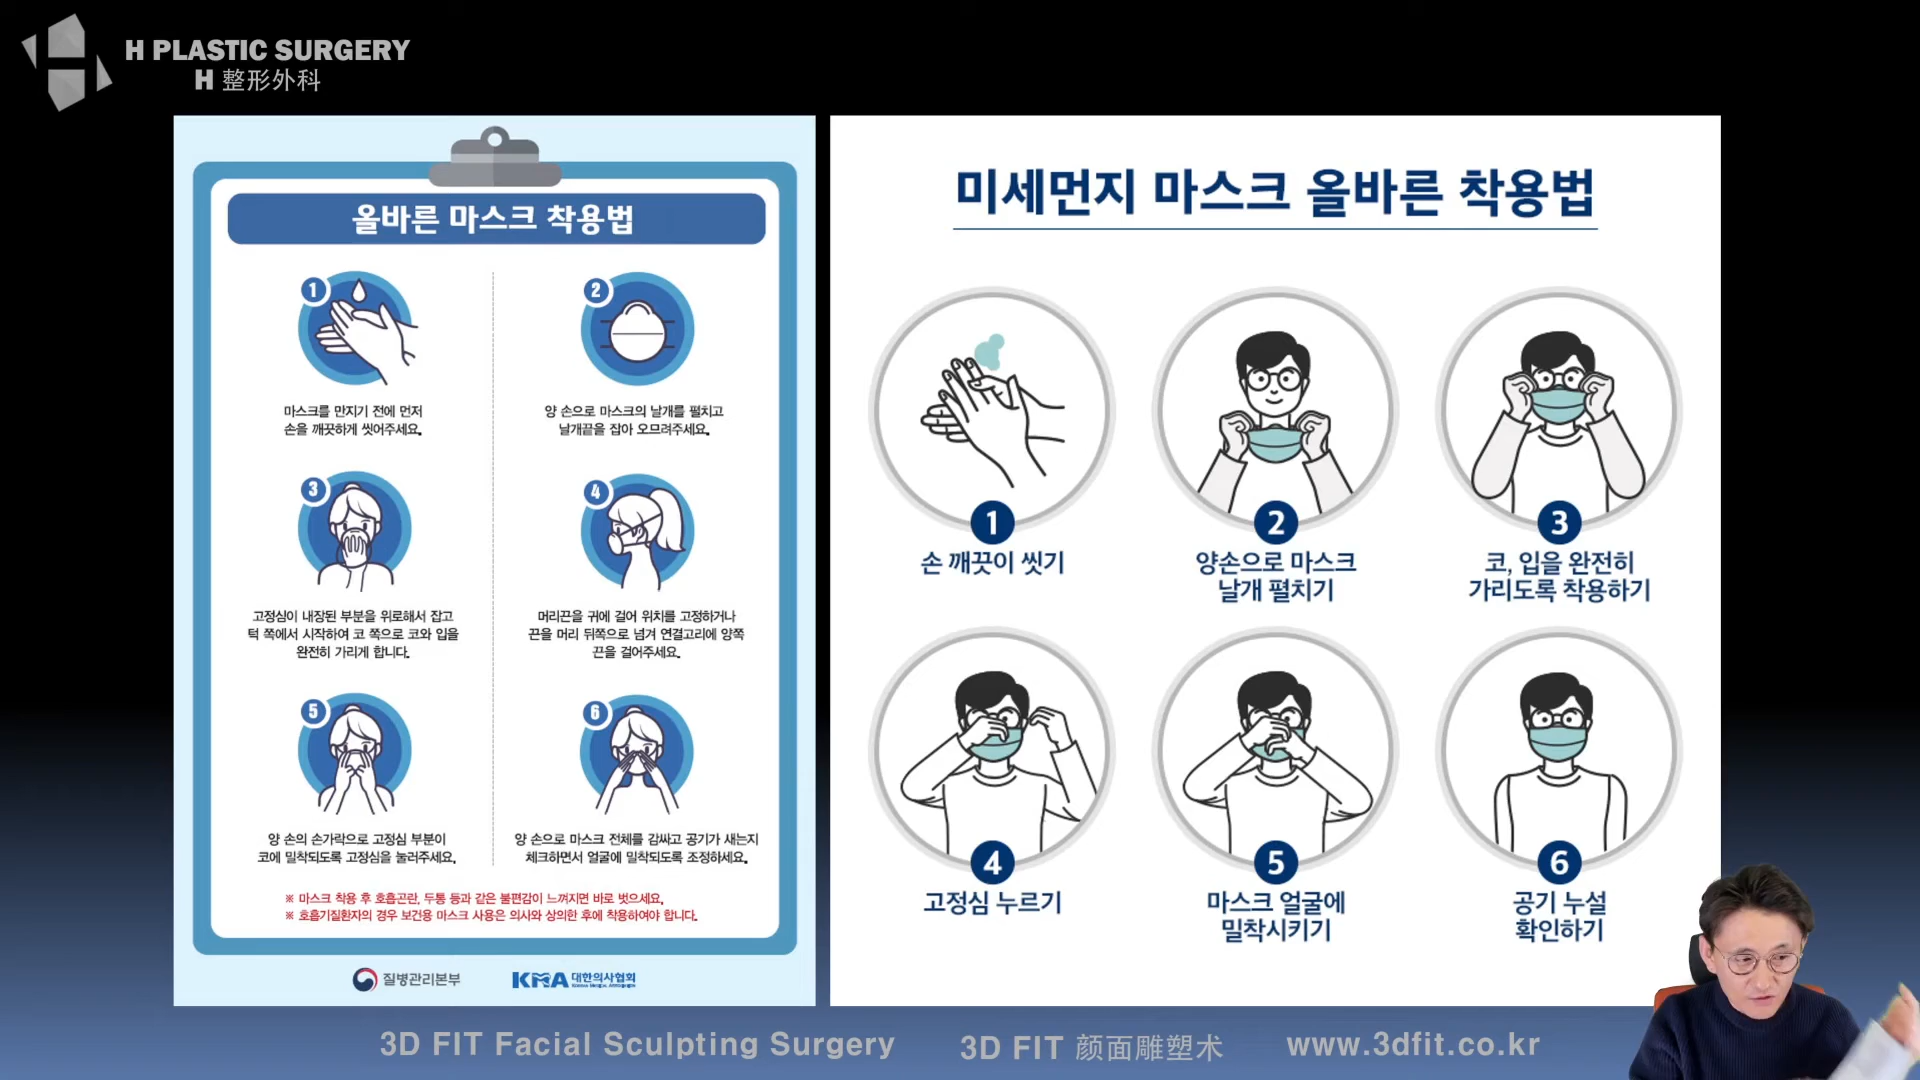 H PLASTIC SURGERY
H 整形外科
올바른 마스크 착용법
1
마스크를 만지기 전에 먼저
손을 깨끗하게 씻어주세요.
2
양 손으로 마스크의 날개를 펼치고
날개끝을 잡아 오므려주세요.
3
고정심이 내장된 부분을 위로해서 잡고
턱 쪽에서 시작하여 코 쪽으로 코와 입을
완전히 가리게 합니다.
4
머리끈을 귀에 걸어 위치를 고정하거나
끈을 머리 뒤쪽으로 넘겨 연결고리에 양쪽
끈을 걸어주세요.
5
양 손의 손가락으로 고정심 부분이
코에 밀착되도록 고정심을 눌러주세요.
6
양 손으로 마스크 전체를 감싸고 공기가 새는지
체크하면서 얼굴에 밀착되도록 조정하세요.
※ 마스크 착용 후 호흡곤란, 두통 등과 같은 불편감이 느껴지면 바로 벗으세요.
※ 호흡기질환자의 경우 보건용 마스크 사용은 의사와 상의한 후에 착용하여야 합니다.
질병관리본부
KMA 대한의사협회
Korean Medical Association
미세먼지 마스크 올바른 착용법
1
손 깨끗이 씻기
2
양손으로 마스크
날개 펼치기
3
코, 입을 완전히
가리도록 착용하기
4
고정심 누르기
5
마스크 얼굴에
밀착시키기
6
공기 누설
확인하기
3D FIT Facial Sculpting Surgery
3D FIT 颜面雕塑术
www.3dfit.co.kr